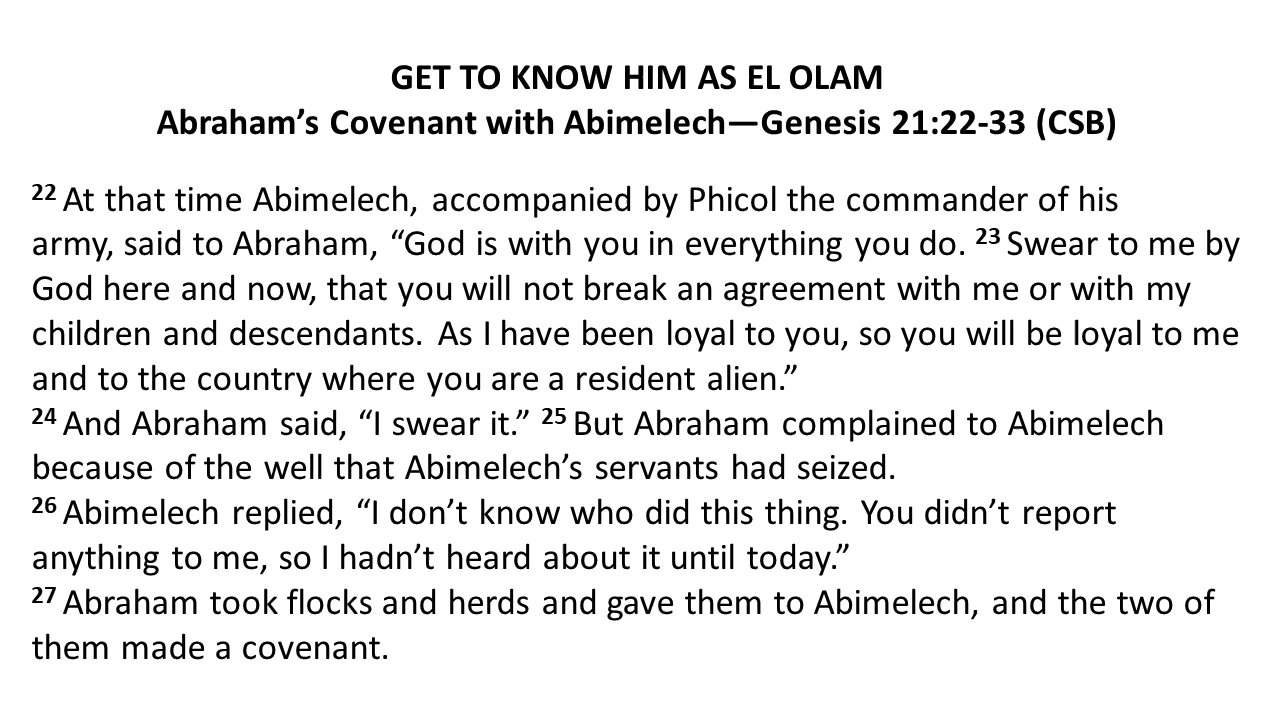 GET TO KNOW HIM AS EL OLAM
Abraham’s Covenant with Abimelech—Genesis 21:22-33 (CSB)
22 At that time Abimelech, accompanied by Phicol the commander of his
army, said to Abraham, “God is with you in everything you do. 23 Swear to me by
God here and now, that you will not break an agreement with me or with my
children and descendants. As I have been loyal to you, so you will be loyal to me
and to the country where you are a resident alien.”
24 And Abraham said, “I swear it.” 25 But Abraham complained to Abimelech
because of the well that Abimelech’s servants had seized.
26 Abimelech replied, “I don’t know who did this thing. You didn’t report
anything to me, so I hadn’t heard about it until today.”
27 Abraham took flocks and herds and gave them to Abimelech, and the two of
them made a covenant.